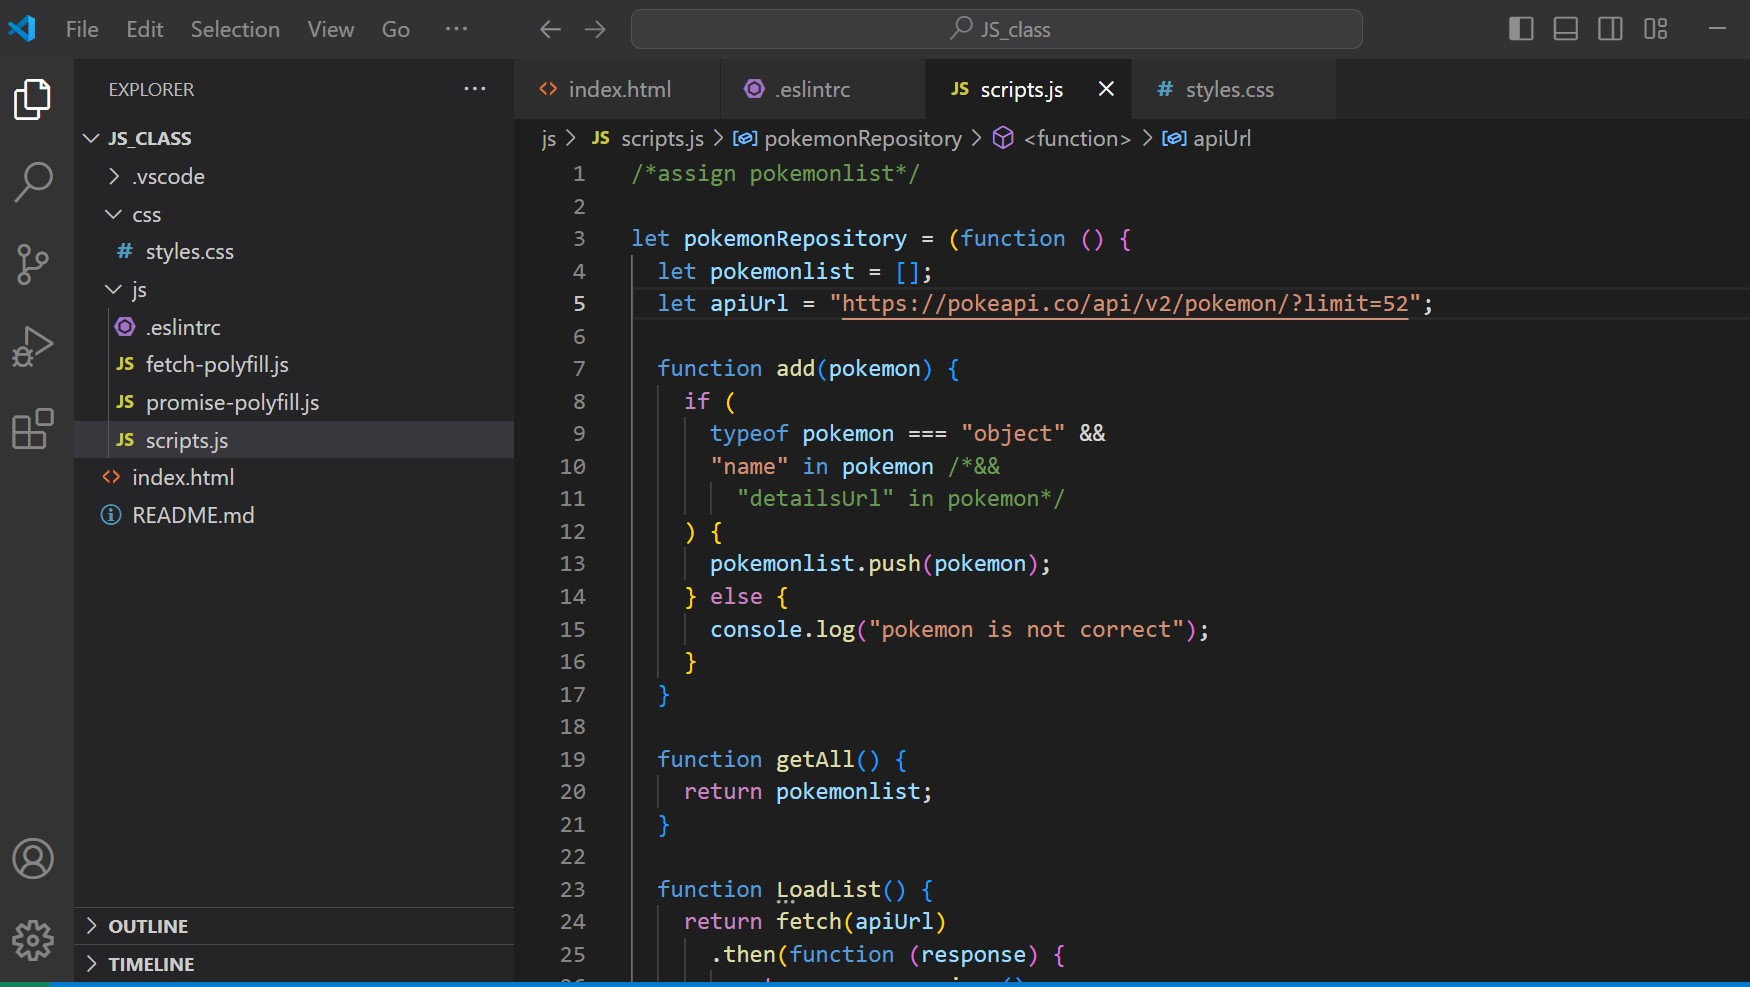 File Edit Selection View Go ···
JS_class
EXPLORER ···
JS_CLASS
.vscode
css
# styles.css
js
.eslintrc
JS fetch-polyfill.js
JS promise-polyfill.js
JS scripts.js
<> index.html
README.md
OUTLINE
TIMELINE
<> index.html
.eslintrc
JS scripts.js
# styles.css
js > JS scripts.js > pokemonRepository > <function> > apiUrl
1 /*assign pokemonlist*/
2
3 let pokemonRepository = (function () {
4 let pokemonlist = [];
5 let apiUrl = "https://pokeapi.co/api/v2/pokemon/?limit=52";
6
7 function add(pokemon) {
8 if (
9 typeof pokemon === "object" &&
10 "name" in pokemon /*&&
11 "detailsUrl" in pokemon*/
12 ) {
13 pokemonlist.push(pokemon);
14 } else {
15 console.log("pokemon is not correct");
16 }
17 }
18
19 function getAll() {
20 return pokemonlist;
21 }
22
23 function LoadList() {
24 return fetch(apiUrl)
25 .then(function (response) {